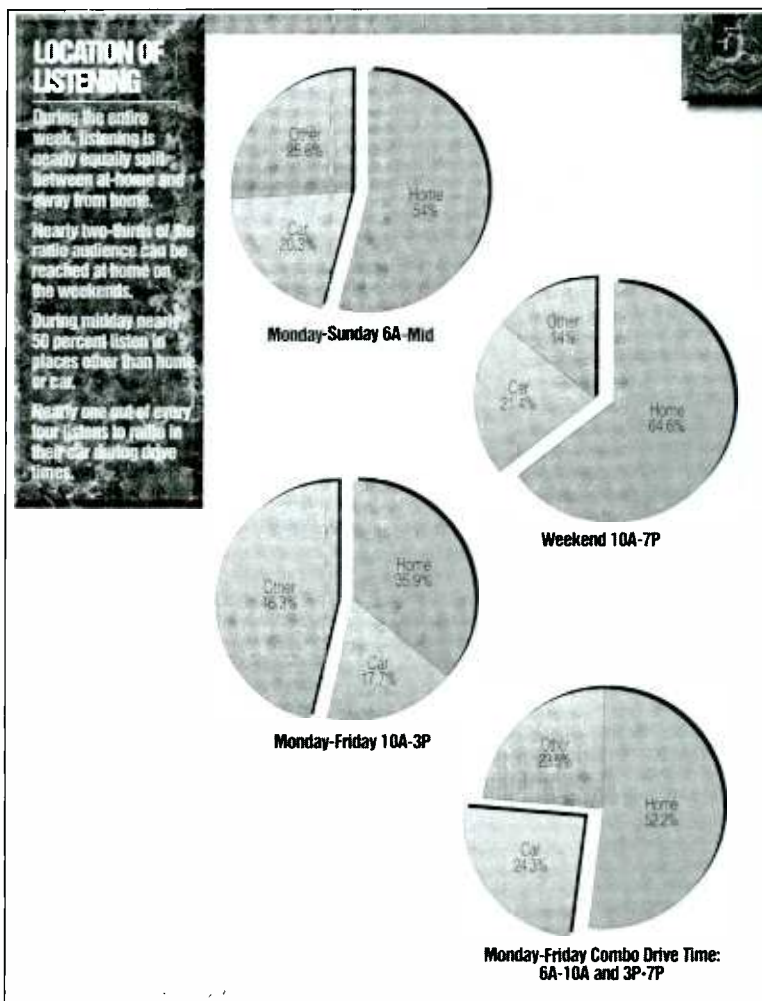 LOCATION OF
LISTENING
During the entire
week, listening is
nearly equally split
between at-home and
away from home.
Nearly two-thirds of the
radio audience can be
reached at home on
the weekends.
During midday nearly
50 percent listen in
places other than home
or car.
Nearly one out of every
four listens to radio in
their car during drive
times.
5
Other
25.6%
Home
54%
Car
20.3%
Monday-Sunday 6A-Mid
Other
14%
Car
21.4%
Home
64.6%
Weekend 10A-7P
Home
35.9%
Other
46.3%
Car
17.7%
Monday-Friday 10A-3P
Other
23.5%
Home
52.2%
Car
24.3%
Monday-Friday Combo Drive Time:
6A-10A and 3P-7P